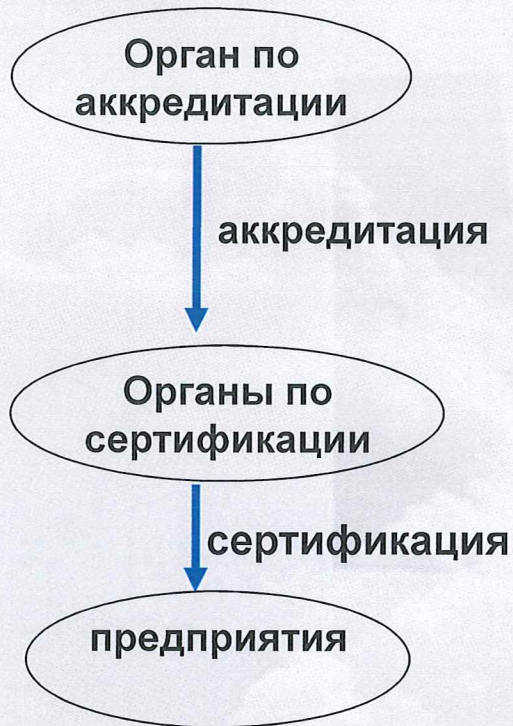 Орган по
аккредитации
аккредитация
Органы по
сертификации
сертификация
предприятия